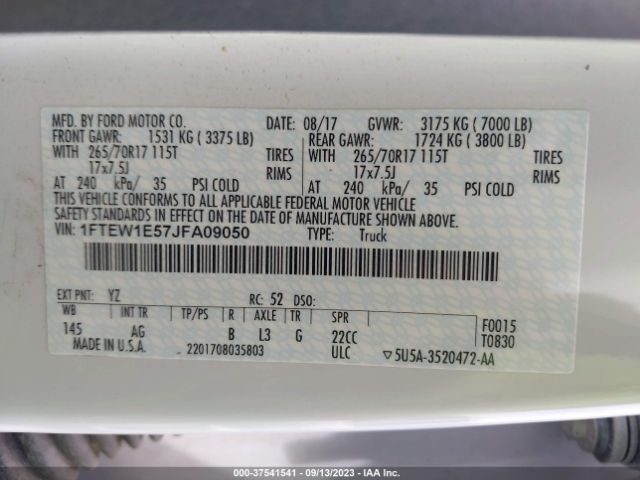 MFD. BY FORD MOTOR CO. DATE: 08/17 GVWR: 3175 KG ( 7000 LB)
FRONT GAWR: 1531 KG ( 3375 LB) REAR GAWR: 1724 KG ( 3800 LB)
WITH 265/70R17 115T TIRES WITH 265/70R17 115T TIRES
17x7.5J RIMS 17x7.5J RIMS
AT 240 kPa/ 35 PSI COLD AT 240 kPa/ 35 PSI COLD
THIS VEHICLE CONFORMS TO ALL APPLICABLE FEDERAL MOTOR VEHICLE
SAFETY STANDARDS IN EFFECT ON THE DATE OF MANUFACTURE SHOWN ABOVE.
VIN: 1FTEW1E57JFA09050 TYPE: Truck
EXT PNT: YZ RC: 52 DSO:
WB INT TR TP/PS R AXLE TR SPR F0015
145 AG B L3 G 22CC T0830
MADE IN U.S.A. 2201708035803 ULC ▽5U5A-3520472-AA
000-37541541 - 09/13/2023 - IAA Inc.